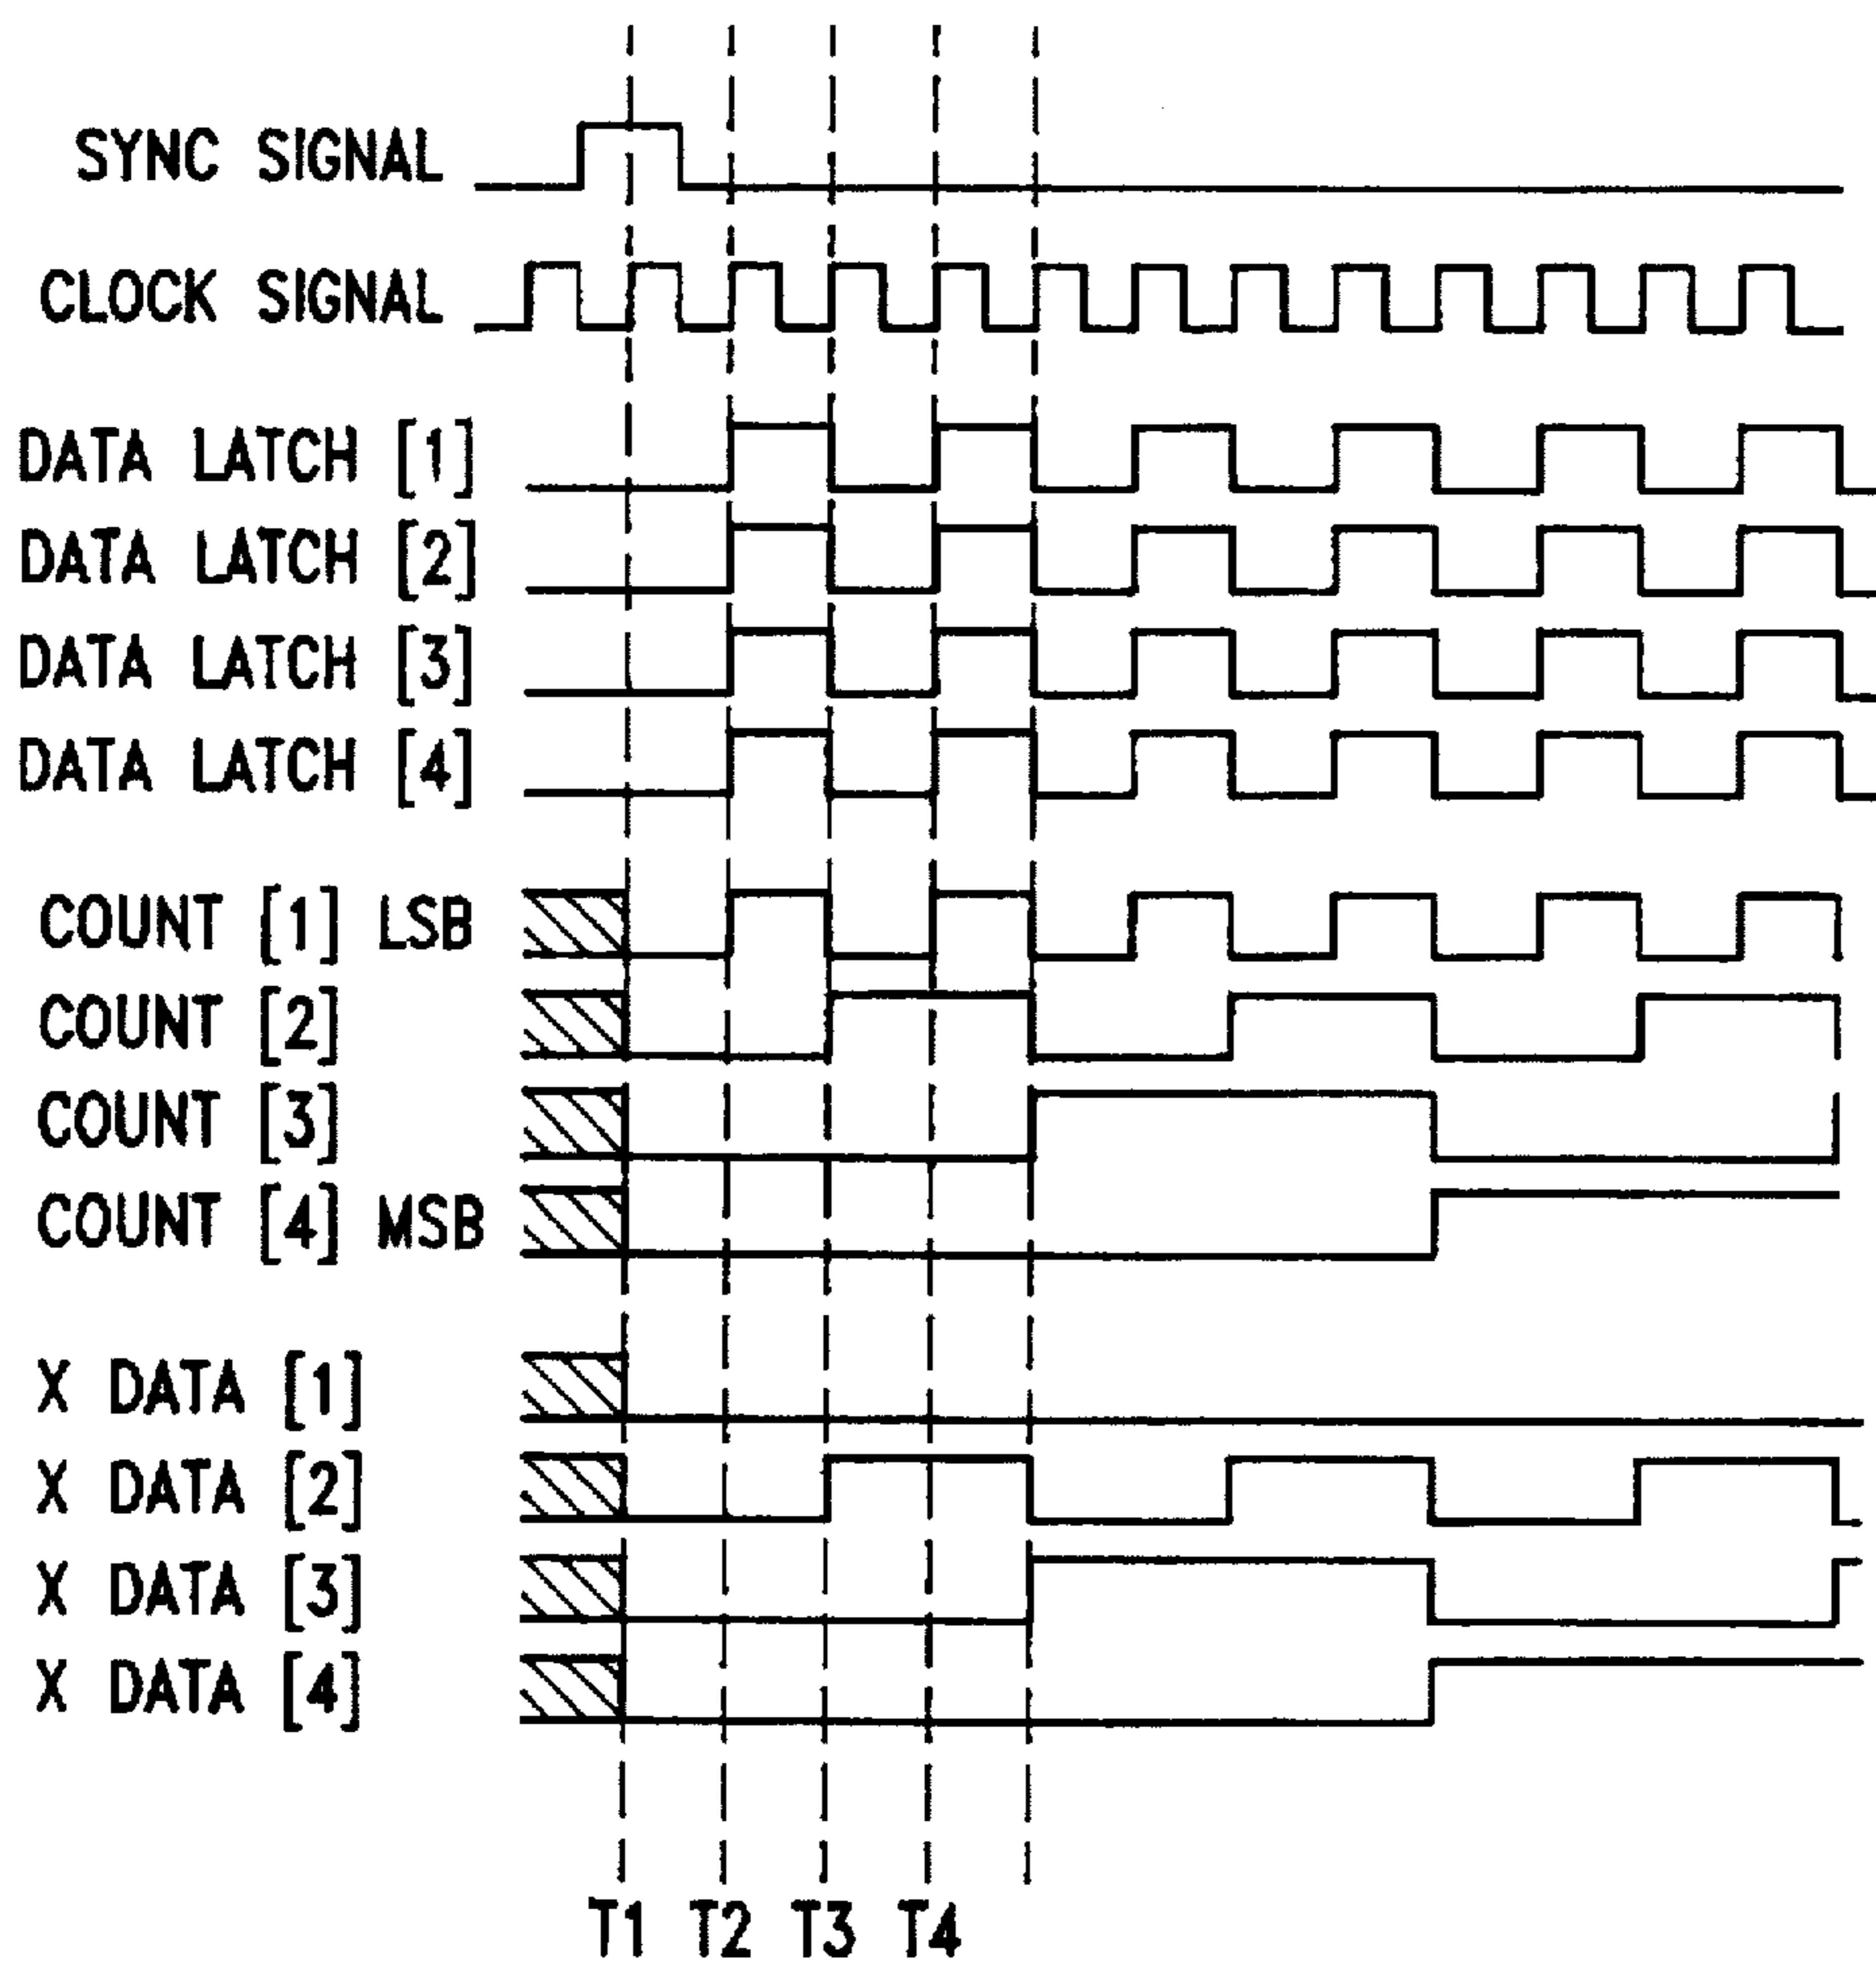 SYNC SIGNAL
CLOCK SIGNAL
DATA LATCH [1]
DATA LATCH [2]
DATA LATCH [3]
DATA LATCH [4]
COUNT [1] LSB
COUNT [2]
COUNT [3]
COUNT [4] MSB
X DATA [1]
X DATA [2]
X DATA [3]
X DATA [4]
T1 T2 T3 T4